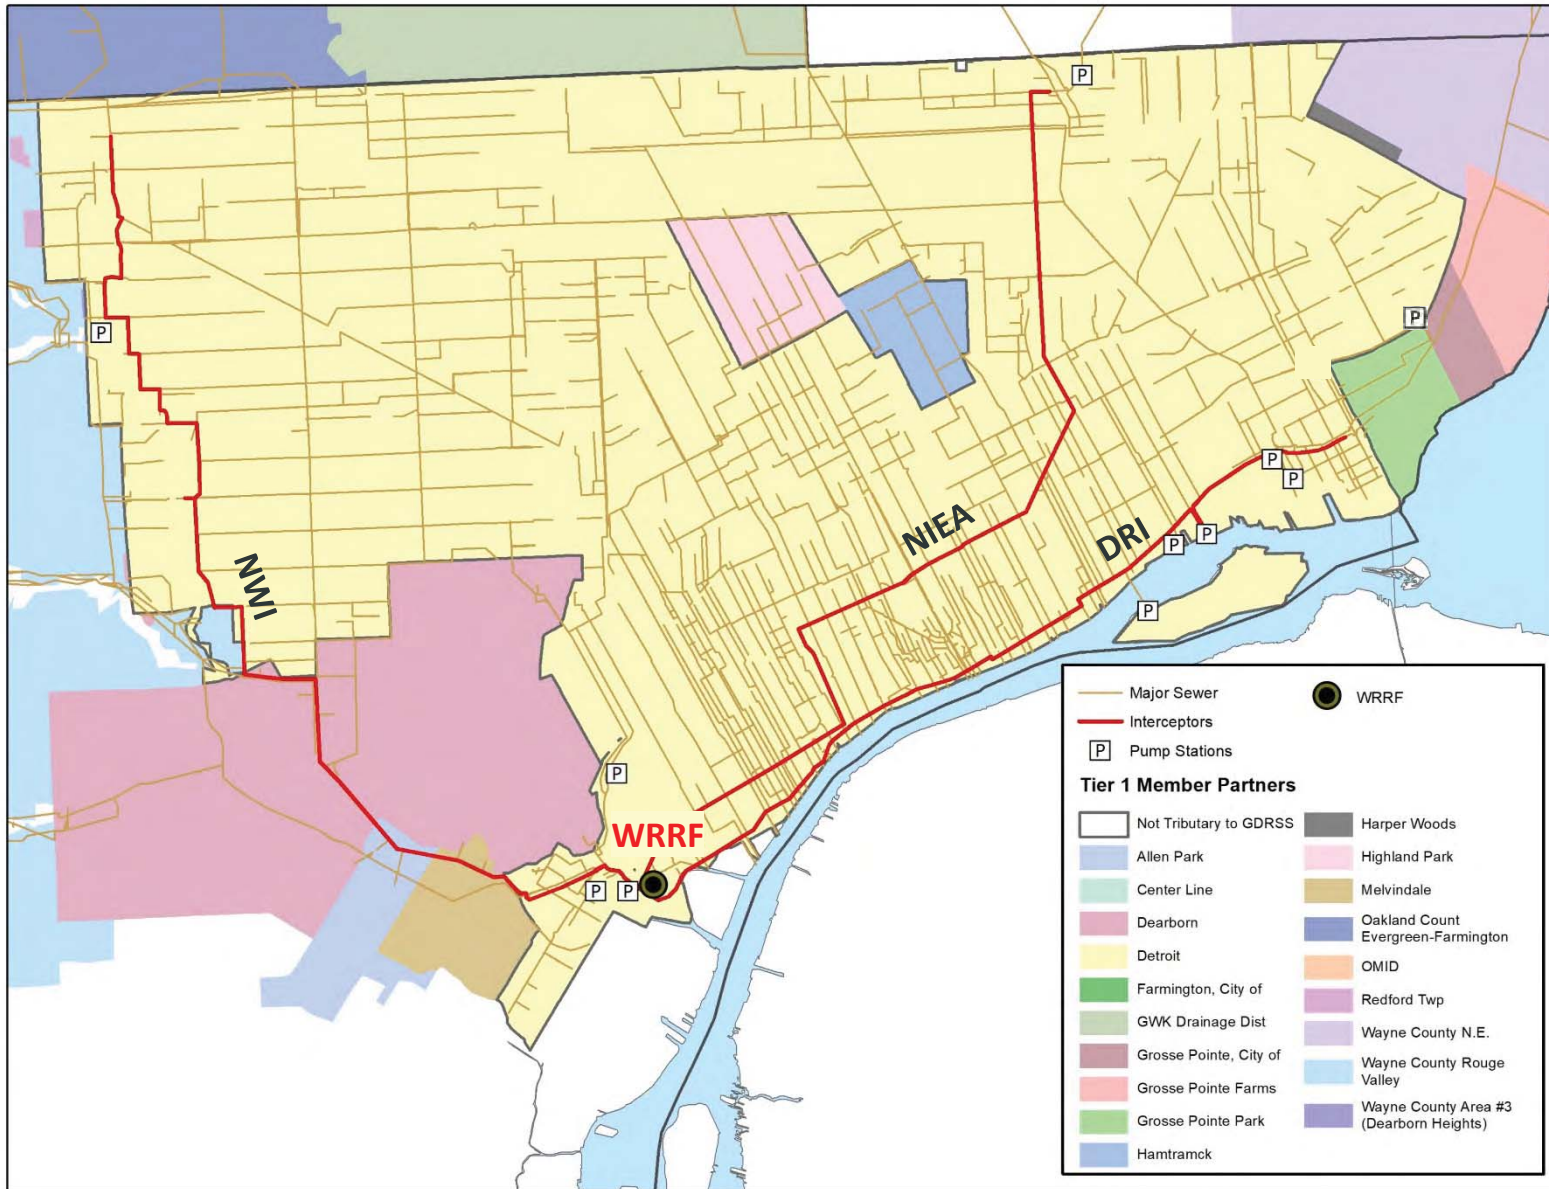 P
P
P
NIEA
DRI
P
P
P
P
NWI
P
P
WRRF
P
P
Major Sewer
WRRF
Interceptors
P
Pump Stations
Tier 1 Member Partners
Not Tributary to GDRSS
Allen Park
Center Line
Dearborn
Detroit
Farmington, City of
GWK Drainage Dist
Grosse Pointe, City of
Grosse Pointe Farms
Grosse Pointe Park
Hamtramck
Harper Woods
Highland Park
Melvindale
Oakland Count
Evergreen-Farmington
OMID
Redford Twp
Wayne County N.E.
Wayne County Rouge
Valley
Wayne County Area #3
(Dearborn Heights)